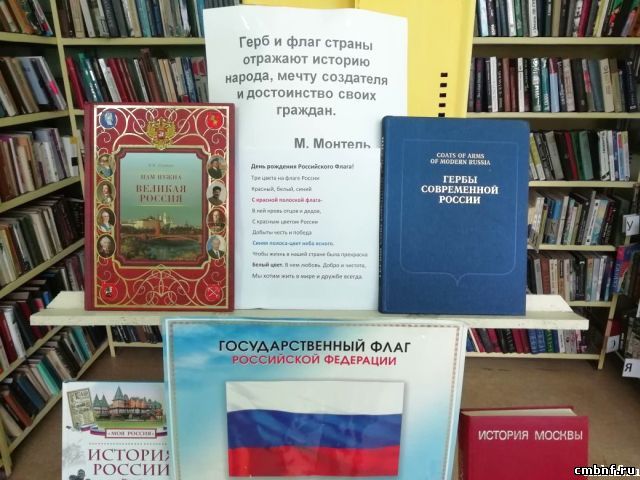 Герб и флаг страны
отражают историю
народа, мечту создателя
и достоинство своих
граждан.
М. Монтель
НАМ НУЖНА
ВЕЛИКАЯ
РОССИЯ
День рождения Российского Флага!
Три цвета на флаге России
Красный, белый, синий
С красной полоской флага-
В ней кровь отцов и дедов,
С красным цветом России
Добыты честь и победа
Синяя полоса-цвет неба ясного.
Чтобы жизнь в нашей стране была прекрасна
Белый цвет. В нем любовь. Добро и чистота,
Мы хотим жить в мире и дружбе всегда.
COATS OF ARMS
OF MODERN RUSSIA
ГЕРБЫ
СОВРЕМЕННОЙ
РОССИИ
ГОСУДАРСТВЕННЫЙ ФЛАГ
РОССИЙСКОЙ ФЕДЕРАЦИИ
«МОЯ РОССИЯ»
ИСТОРИЯ
РОССИИ
ИСТОРИЯ МОСКВЫ
У
Я
cmbnf.ru